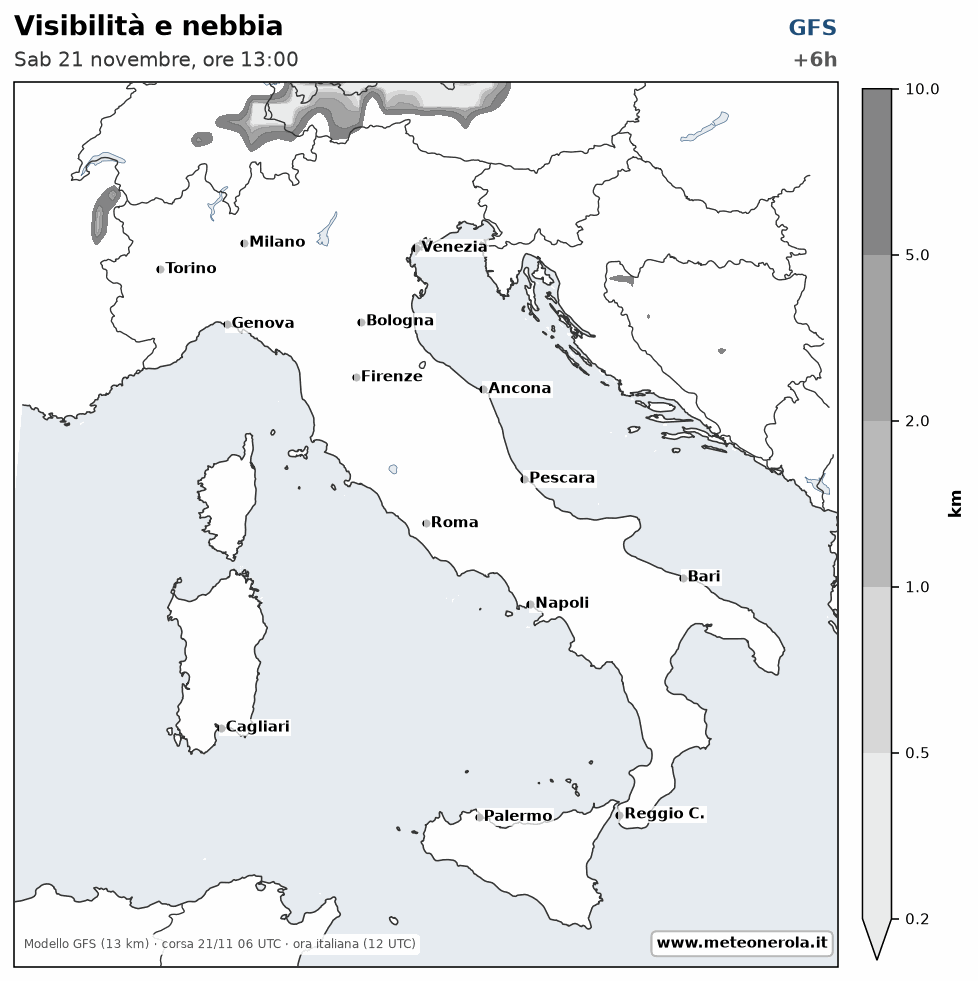 Visibilità e nebbia
GFS
Sab 21 novembre, ore 13:00
+6h
10.0
5.0
2.0
1.0
0.5
0.2
km
Milano
Venezia
Torino
Genova
Bologna
Firenze
Ancona
Pescara
Roma
Bari
Napoli
Cagliari
Palermo
Reggio C.
Modello GFS (13 km) · corsa 21/11 06 UTC · ora italiana (12 UTC)
www.meteonerola.it